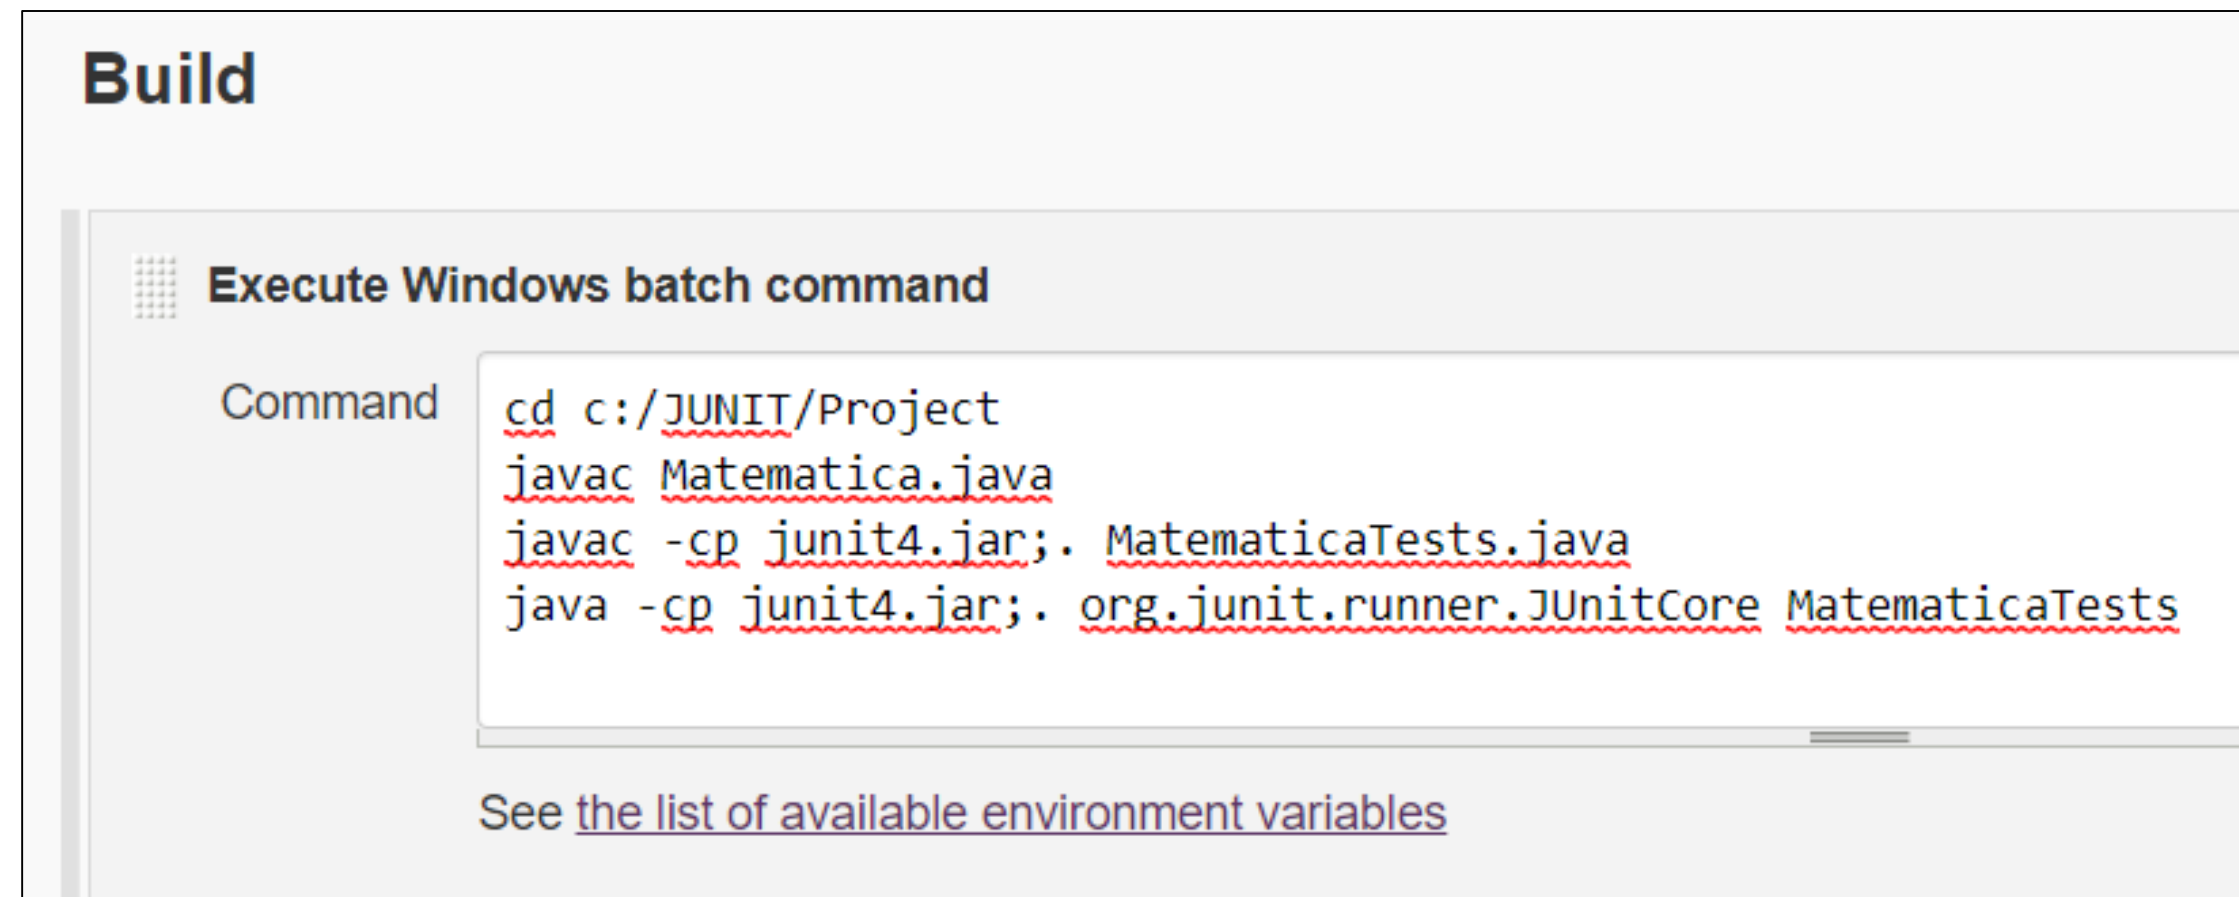 Build
Execute Windows batch command
Command
cd c:/JUNIT/Project
javac Matematica.java
javac -cp junit4.jar;. MatematicaTests.java
java -cp junit4.jar;. org.junit.runner.JUnitCore MatematicaTests
See the list of available environment variables